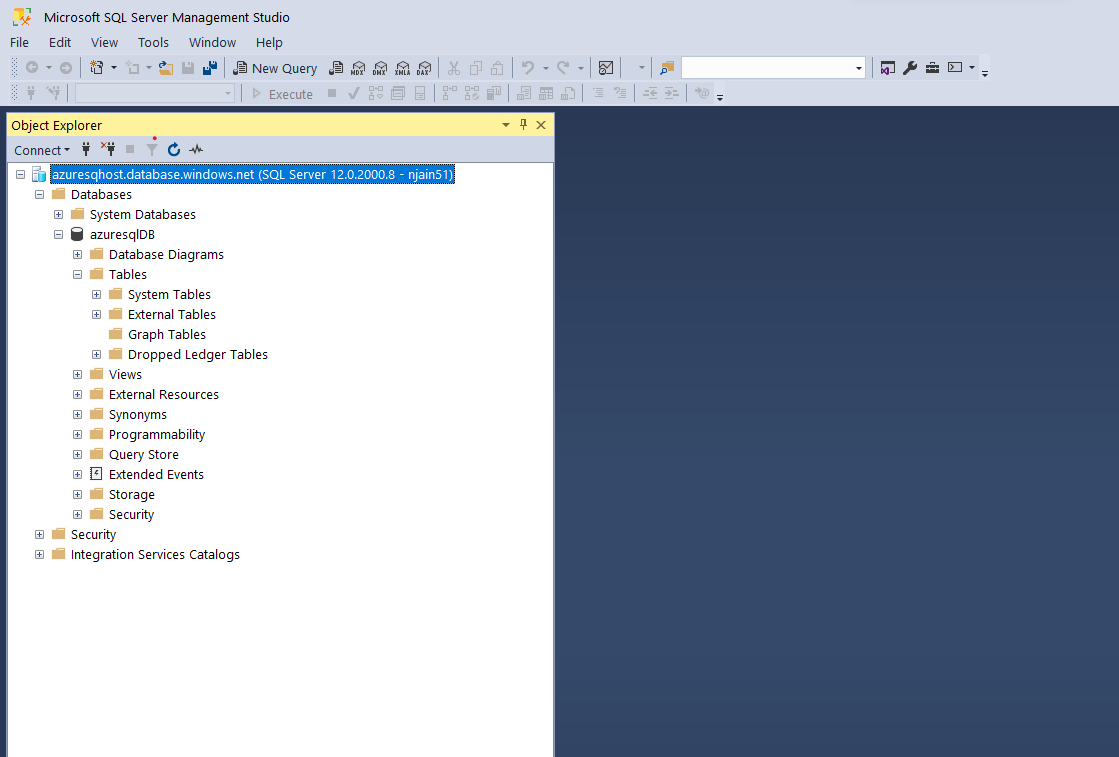 Microsoft SQL Server Management Studio
File Edit View Tools Window Help
New Query MDX DMX XMLA DAX
Execute
Object Explorer
Connect
azuresqhost.database.windows.net (SQL Server 12.0.2000.8 - njain51)
Databases
System Databases
azuresqlDB
Database Diagrams
Tables
System Tables
External Tables
Graph Tables
Dropped Ledger Tables
Views
External Resources
Synonyms
Programmability
Query Store
Extended Events
Storage
Security
Security
Integration Services Catalogs